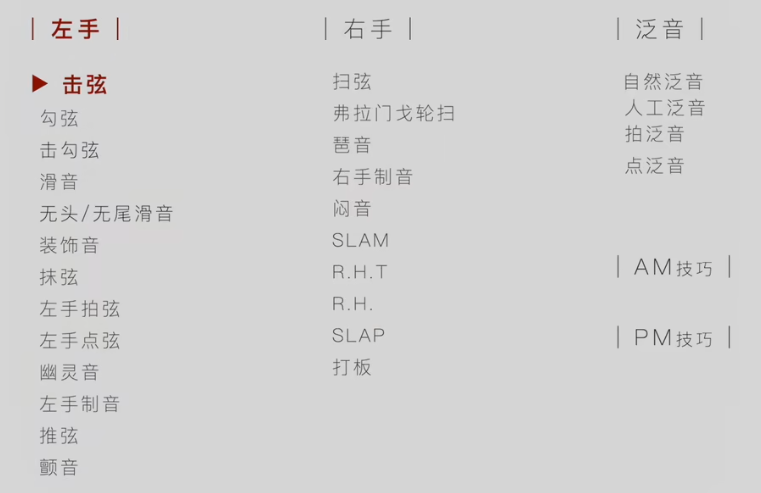 | 左手 |
▶ 击弦
勾弦
击勾弦
滑音
无头/无尾滑音
装饰音
抹弦
左手拍弦
左手点弦
幽灵音
左手制音
推弦
颤音
| 右手 |
扫弦
弗拉门戈轮扫
琶音
右手制音
闷音
SLAM
R.H.T
R.H.
SLAP
打板
| 泛音 |
自然泛音
人工泛音
拍泛音
点泛音
| AM技巧 |
| PM技巧 |